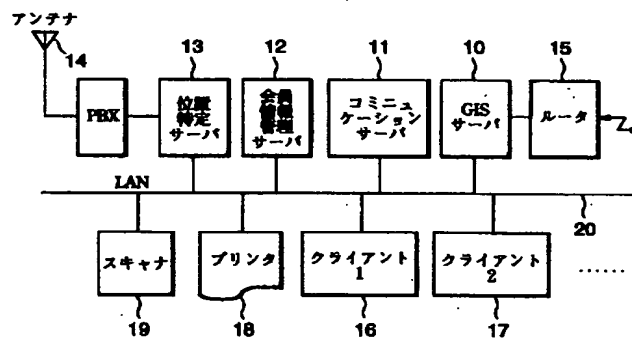 アンテナ
14
13
12
11
10
15
PBX
位置
特定
サーバ
会員
情報
管理
サーバ
コミニュ
ケーション
サーバ
GIS
サーバ
ルータ
LAN
20
スキャナ
プリンタ
クライアント
1
クライアント
2
......
19
18
16
17